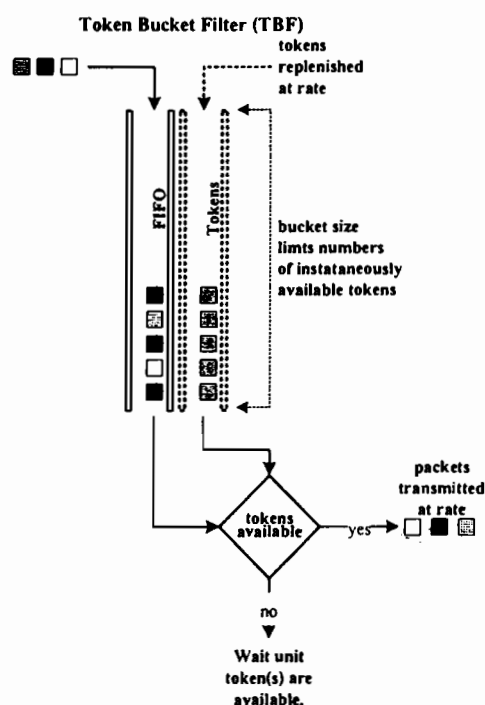 Token Bucket Filter (TBF)
tokens
replenished
at rate
FIFO
Tokens
bucket size
limts numbers
of instataneously
available tokens
tokens
available
yes
packets
transmitted
at rate
no
Wait unit
token(s) are
available.